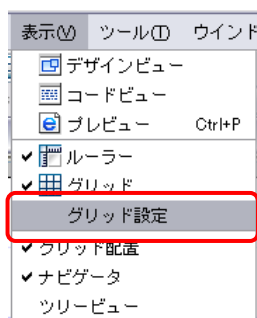 表示(V) ツール(T) ウインド
デザインビュー
コードビュー
プレビュー Ctrl+P
ルーラー
グリッド
グリッド設定
グリッド配置
ナビゲータ
ツリービュー